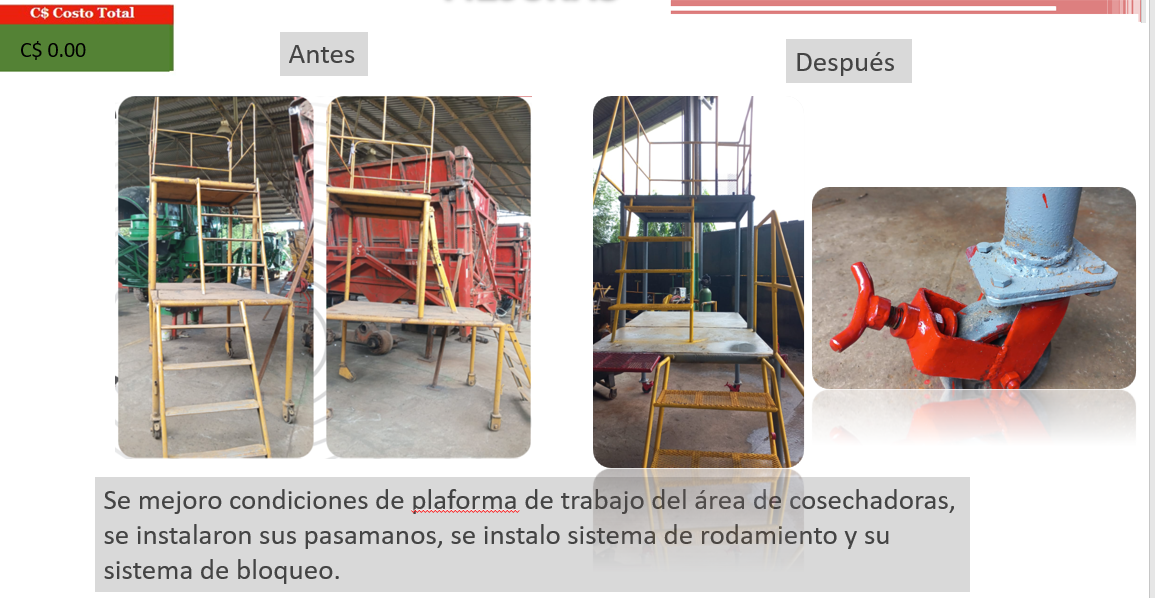 C$ Costo Total
C$ 0.00
Antes
Después
Se mejoro condiciones de plaforma de trabajo del área de cosechadoras,
se instalaron sus pasamanos, se instalo sistema de rodamiento y su
sistema de bloqueo.